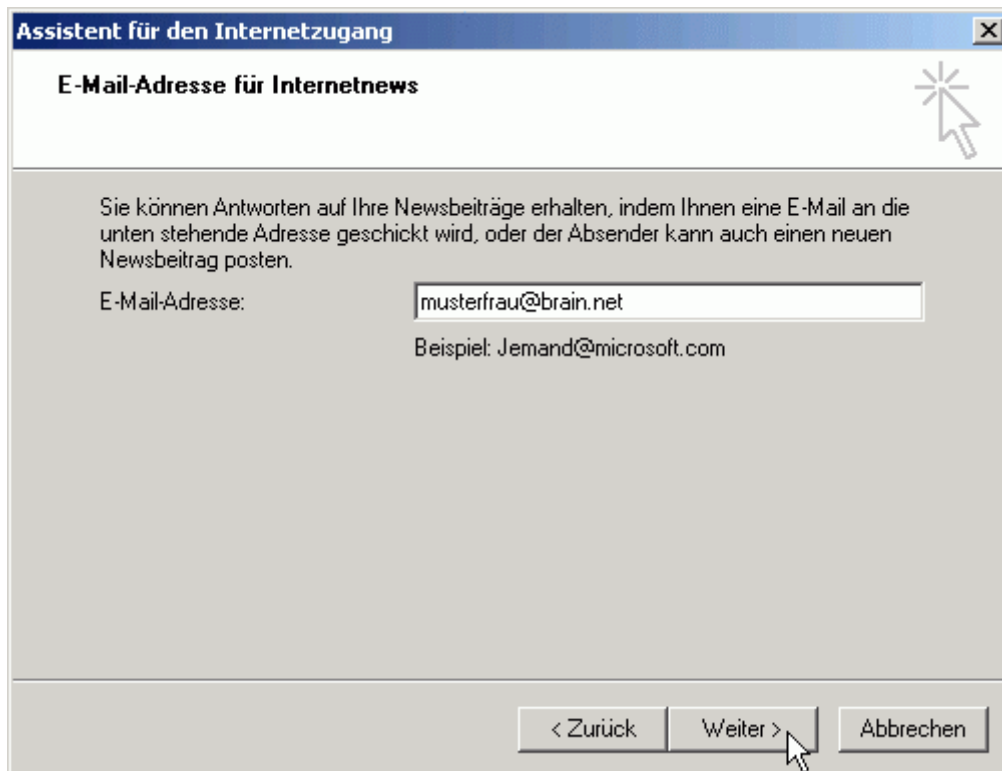 Assistent für den Internetzugang
E-Mail-Adresse für Internetnews
Sie können Antworten auf Ihre Newsbeiträge erhalten, indem Ihnen eine E-Mail an die
unten stehende Adresse geschickt wird, oder der Absender kann auch einen neuen
Newsbeitrag posten.
E-Mail-Adresse: musterfrau@brain.net
Beispiel: Jemand@microsoft.com
< Zurück Weiter > Abbrechen